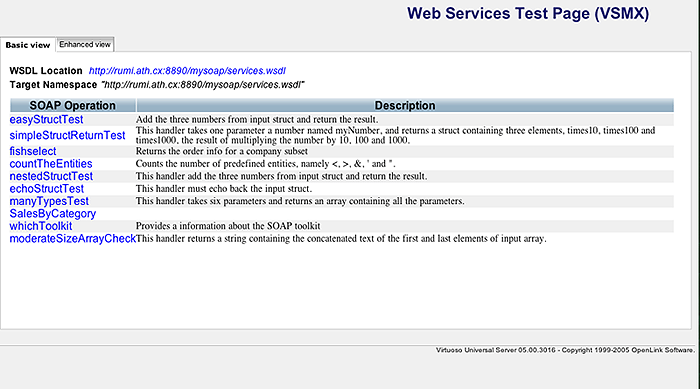 Web Services Test Page (VSMX)
Basic view
Enhanced view
WSDL Location http://rumi.ath.cx:8890/mysoap/services.wsdl
Target Namespace "http://rumi.ath.cx:8890/mysoap/services.wsdl"
SOAP Operation Description
easyStructTest Add the three numbers from input struct and return the result.
simpleStructReturnTest This handler takes one parameter a number named myNumber, and returns a struct containing three elements, times10, times100 and
times1000, the result of multiplying the number by 10, 100 and 1000.
fishselect Returns the order info for a company subset
countTheEntities Counts the number of predefined entities, namely <, >, &, ' and ".
nestedStructTest This handler add the three numbers from input struct and return the result.
echoStructTest This handler must echo back the input struct.
manyTypesTest This handler takes six parameters and returns an array containing all the parameters.
SalesByCategory
whichToolkit Provides a information about the SOAP toolkit
moderateSizeArrayCheck This handler returns a string containing the concatenated text of the first and last elements of input array.
Virtuoso Universal Server 05.00.3016 - Copyright 1999-2005 OpenLink Software.